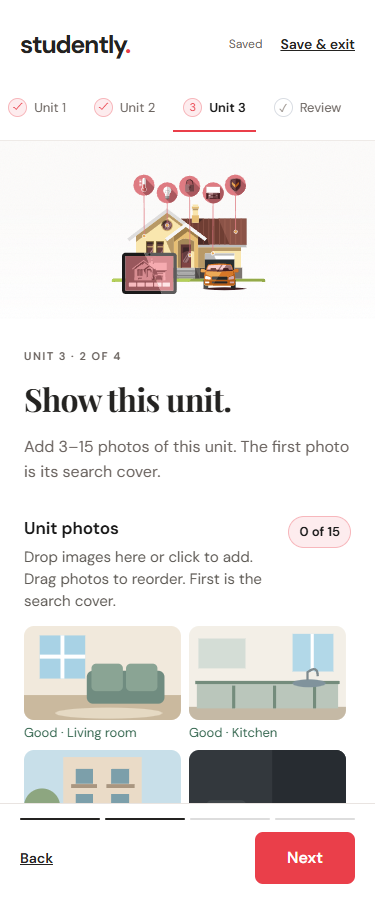 studently.
Saved
Save & exit
Unit 1
Unit 2
3 Unit 3
Review
UNIT 3 · 2 OF 4
Show this unit.
Add 3–15 photos of this unit. The first photo
is its search cover.
Unit photos
0 of 15
Drop images here or click to add.
Drag photos to reorder. First is the
search cover.
Good · Living room
Good · Kitchen
Back
Next